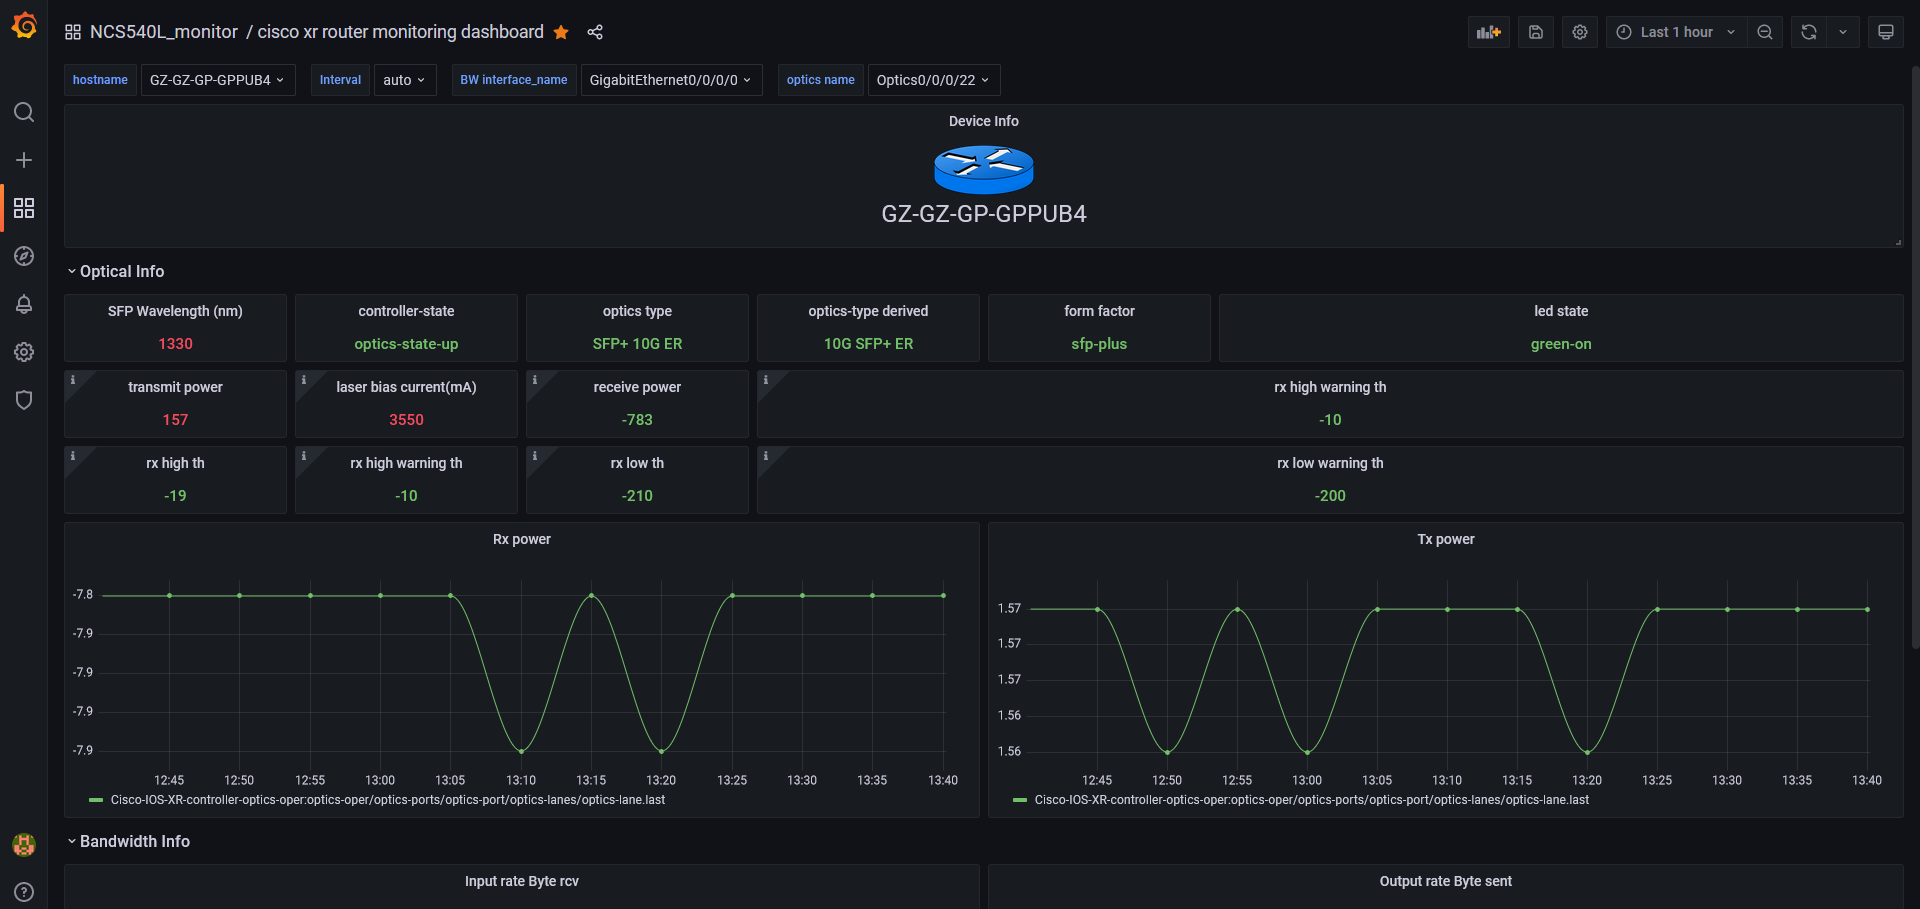 NCS540L_monitor / cisco xr router monitoring dashboard
Last 1 hour
hostname GZ-GZ-GP-GPPUB4 Interval auto BW interface_name GigabitEthernet0/0/0/0 optics name Optics0/0/0/22
Device Info
GZ-GZ-GP-GPPUB4
Optical Info
SFP Wavelength (nm)
1330
controller-state
optics-state-up
optics type
SFP+ 10G ER
optics-type derived
10G SFP+ ER
form factor
sfp-plus
led state
green-on
transmit power
157
laser bias current(mA)
3550
receive power
-783
rx high warning th
-10
rx high th
-19
rx high warning th
-10
rx low th
-210
rx low warning th
-200
Rx power
-7.8
-7.9
-7.9
-7.9
-7.9
12:45 12:50 12:55 13:00 13:05 13:10 13:15 13:20 13:25 13:30 13:35 13:40
Cisco-IOS-XR-controller-optics-oper:optics-oper/optics-ports/optics-port/optics-lanes/optics-lane.last
Tx power
1.57
1.57
1.57
1.56
1.56
12:45 12:50 12:55 13:00 13:05 13:10 13:15 13:20 13:25 13:30 13:35 13:40
Cisco-IOS-XR-controller-optics-oper:optics-oper/optics-ports/optics-port/optics-lanes/optics-lane.last
Bandwidth Info
Input rate Byte rcv
Output rate Byte sent